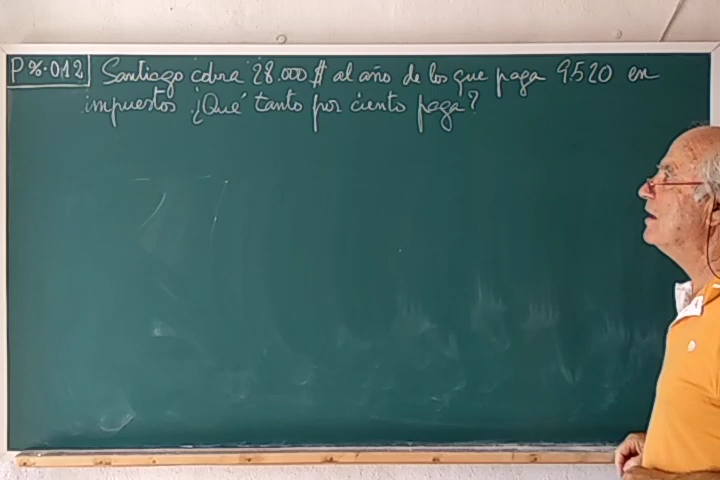 P%.012 Santiago cobra 28.000 $ al año de los que paga 9520 en
impuestos ¿Qué tanto por ciento paga?